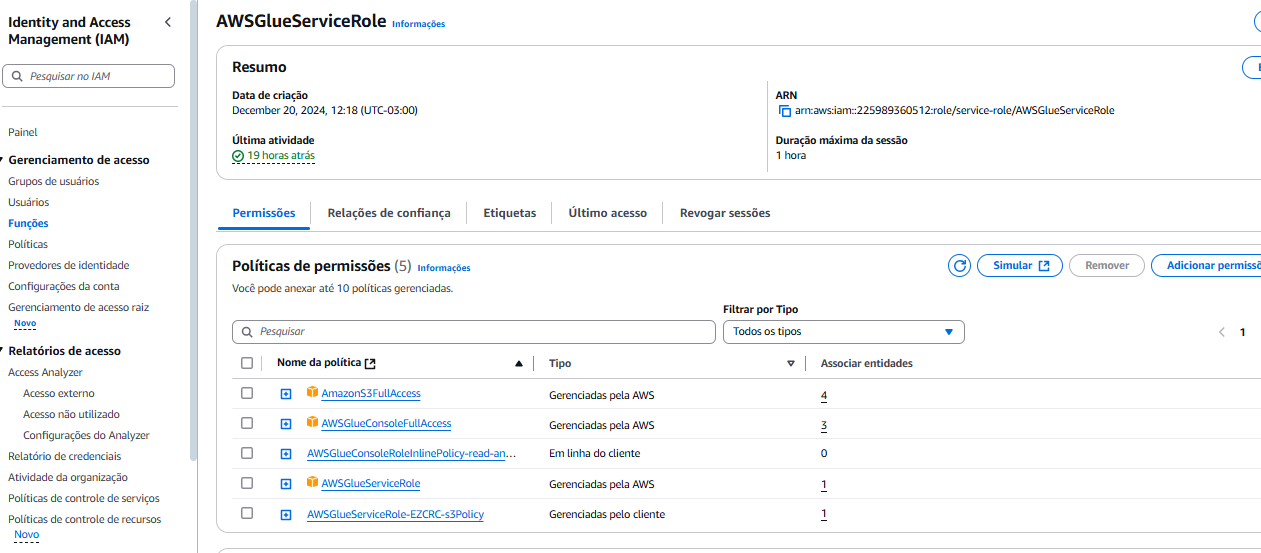 Identity and Access
Management (IAM)
Pesquisar no IAM
Painel
Gerenciamento de acesso
Grupos de usuários
Usuários
Funções
Políticas
Provedores de identidade
Configurações da conta
Gerenciamento de acesso raiz
Novo
Relatórios de acesso
Access Analyzer
Acesso externo
Acesso não utilizado
Configurações do Analyzer
Relatório de credenciais
Atividade da organização
Políticas de controle de serviços
Políticas de controle de recursos
Novo
AWSGlueServiceRole Informações
Resumo
Data de criação
December 20, 2024, 12:18 (UTC-03:00)
Última atividade
19 horas atrás
ARN
arn:aws:iam::225989360512:role/service-role/AWSGlueServiceRole
Duração máxima da sessão
1 hora
Permissões Relações de confiança Etiquetas Último acesso Revogar sessões
Políticas de permissões (5) Informações
Simular Remover Adicionar permissõ
Você pode anexar até 10 políticas gerenciadas.
Filtrar por Tipo
Pesquisar Todos os tipos 1
Nome da política Tipo Associar entidades
AmazonS3FullAccess Gerenciadas pela AWS 4
AWSGlueConsoleFullAccess Gerenciadas pela AWS 3
AWSGlueConsoleRoleInlinePolicy-read-an... Em linha do cliente 0
AWSGlueServiceRole Gerenciadas pela AWS 1
AWSGlueServiceRole-EZCRC-s3Policy Gerenciadas pelo cliente 1